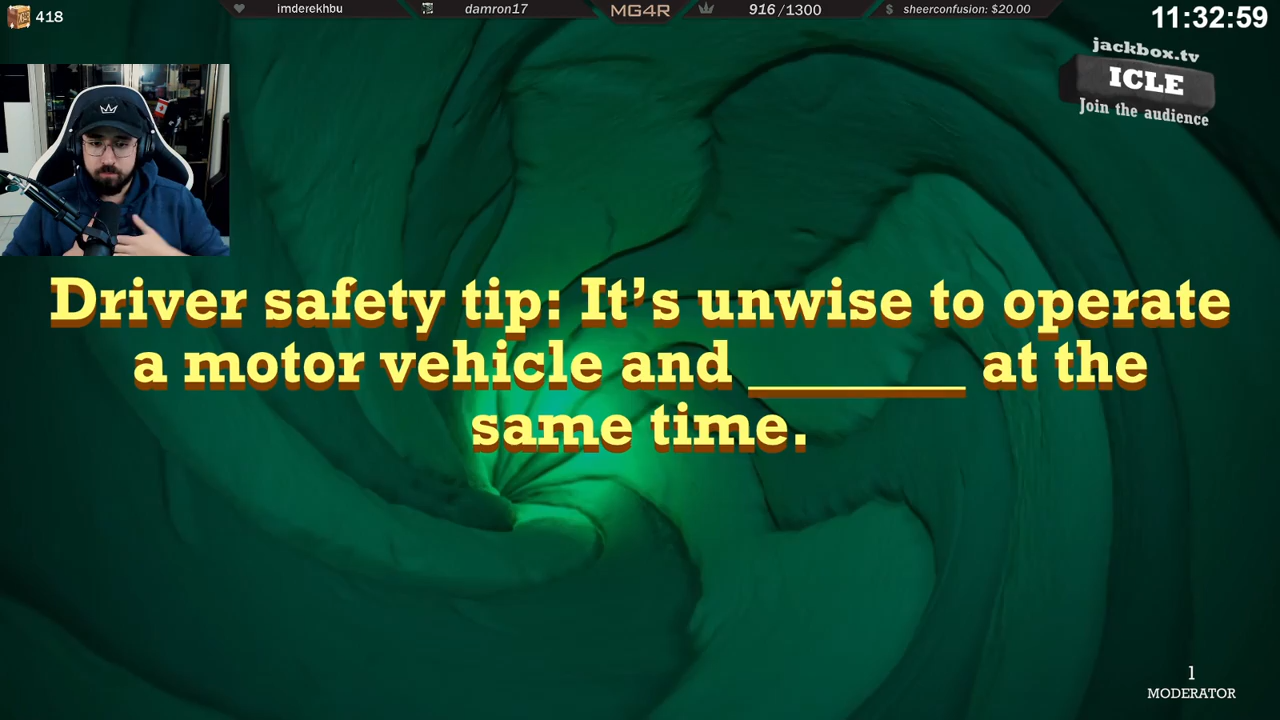 418
imderekhbu
damron17
MG4R
916 /1300
$ sheerconfusion: $20.00
11:32:59
jackbox.tv
ICLE
Join the audience
Driver safety tip: It’s unwise to operate
a motor vehicle and ________ at the
same time.
1
MODERATOR